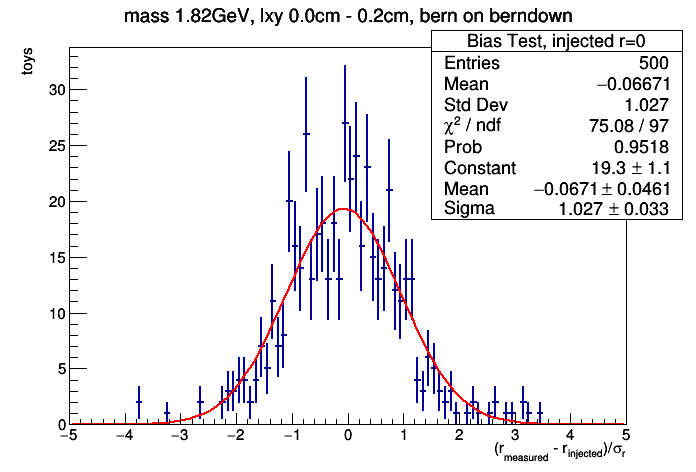 mass 1.82GeV, lxy 0.0cm - 0.2cm, bern on berndown
Bias Test, injected r=0
Entries 500
Mean −0.06671
Std Dev 1.027
χ² / ndf 75.08 / 97
Prob 0.9518
Constant 19.3 ± 1.1
Mean −0.0671 ± 0.0461
Sigma 1.027 ± 0.033
toys
30
25
20
15
10
5
0
−5 −4 −3 −2 −1 0 1 2 3 4 5
(r_measured - r_injected)/σ_r